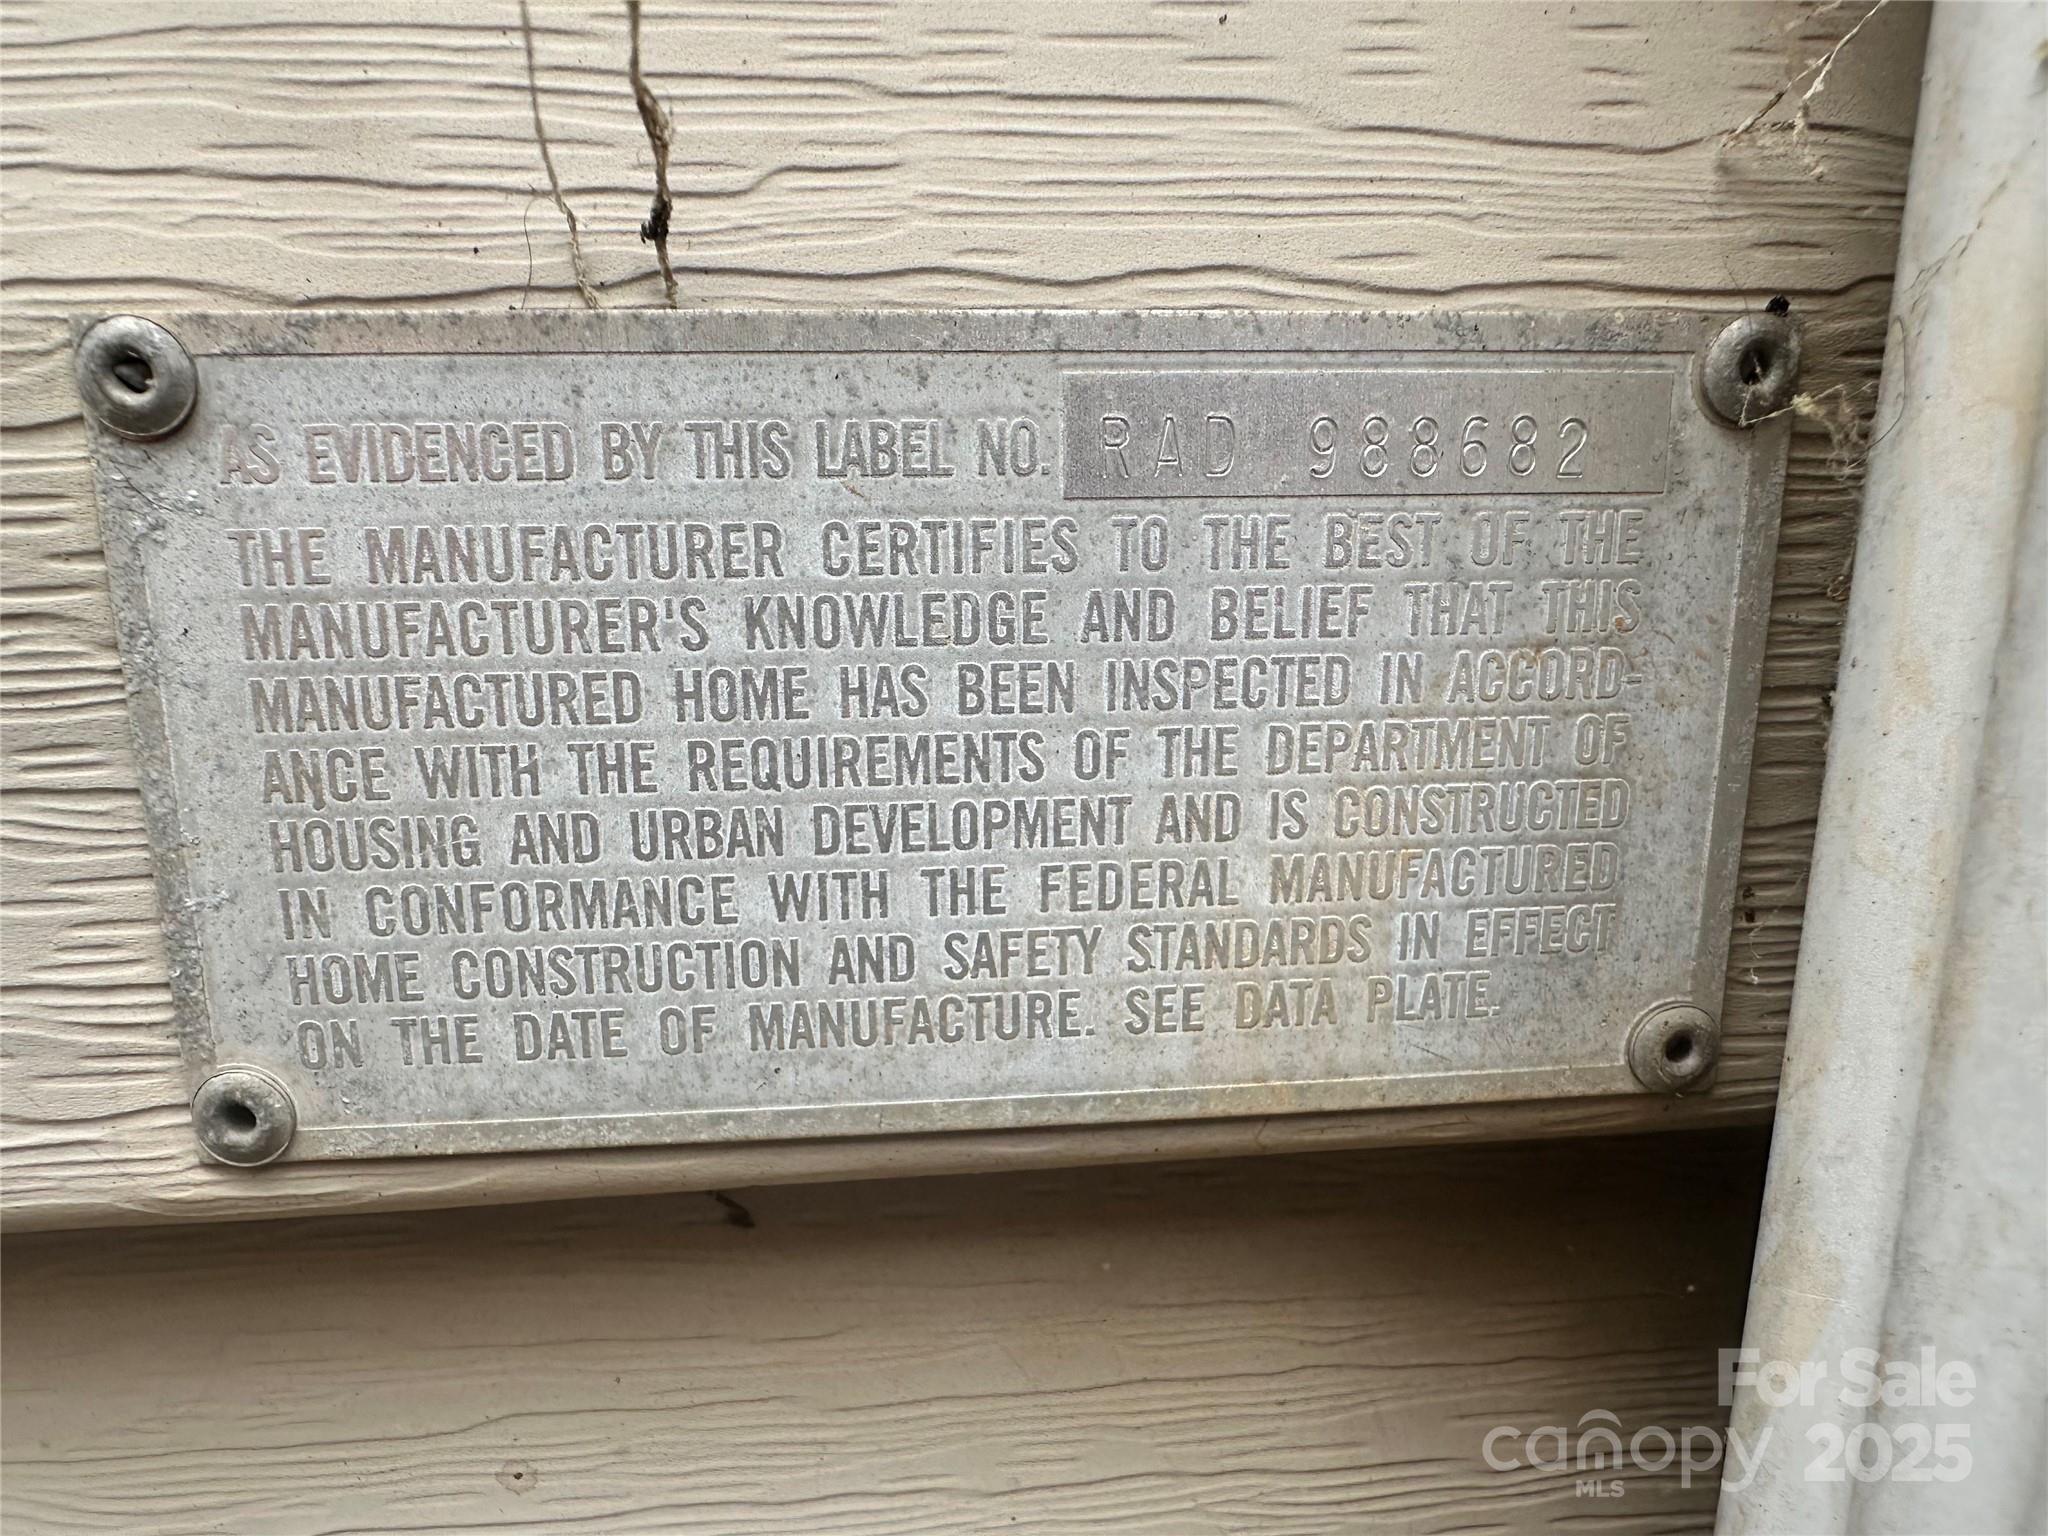 AS EVIDENCED BY THIS LABEL NO. RAD 988682
THE MANUFACTURER CERTIFIES TO THE BEST OF THE
MANUFACTURER'S KNOWLEDGE AND BELIEF THAT THIS
MANUFACTURED HOME HAS BEEN INSPECTED IN ACCORD-
ANCE WITH THE REQUIREMENTS OF THE DEPARTMENT OF
HOUSING AND URBAN DEVELOPMENT AND IS CONSTRUCTED
IN CONFORMANCE WITH THE FEDERAL MANUFACTURED
HOME CONSTRUCTION AND SAFETY STANDARDS IN EFFECT
ON THE DATE OF MANUFACTURE. SEE DATA PLATE.
For Sale
canopy 2025
MLS